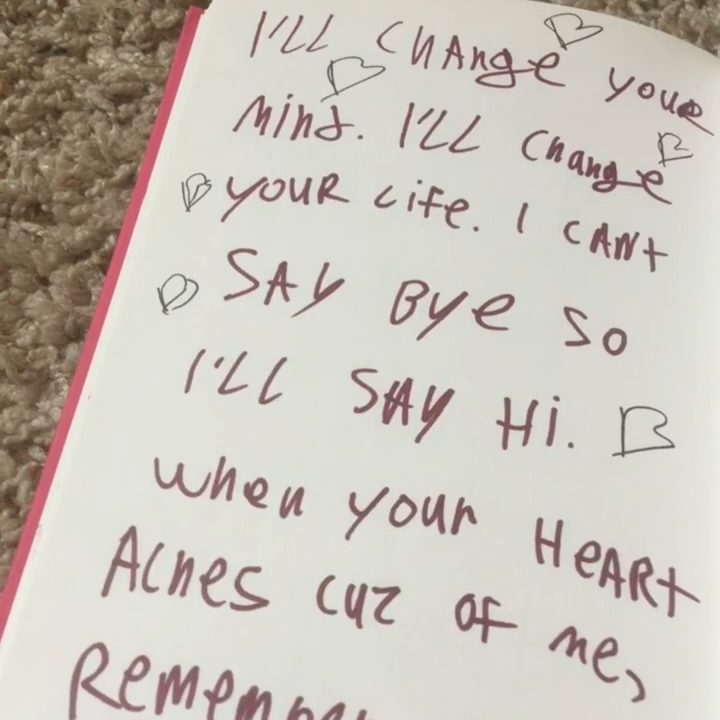 I'LL CHANge youR
Mind. I'LL change
youR Life. I CANt
SAy Bye so
I'LL SAY Hi.
when your HeARt
Aches cuz of me,